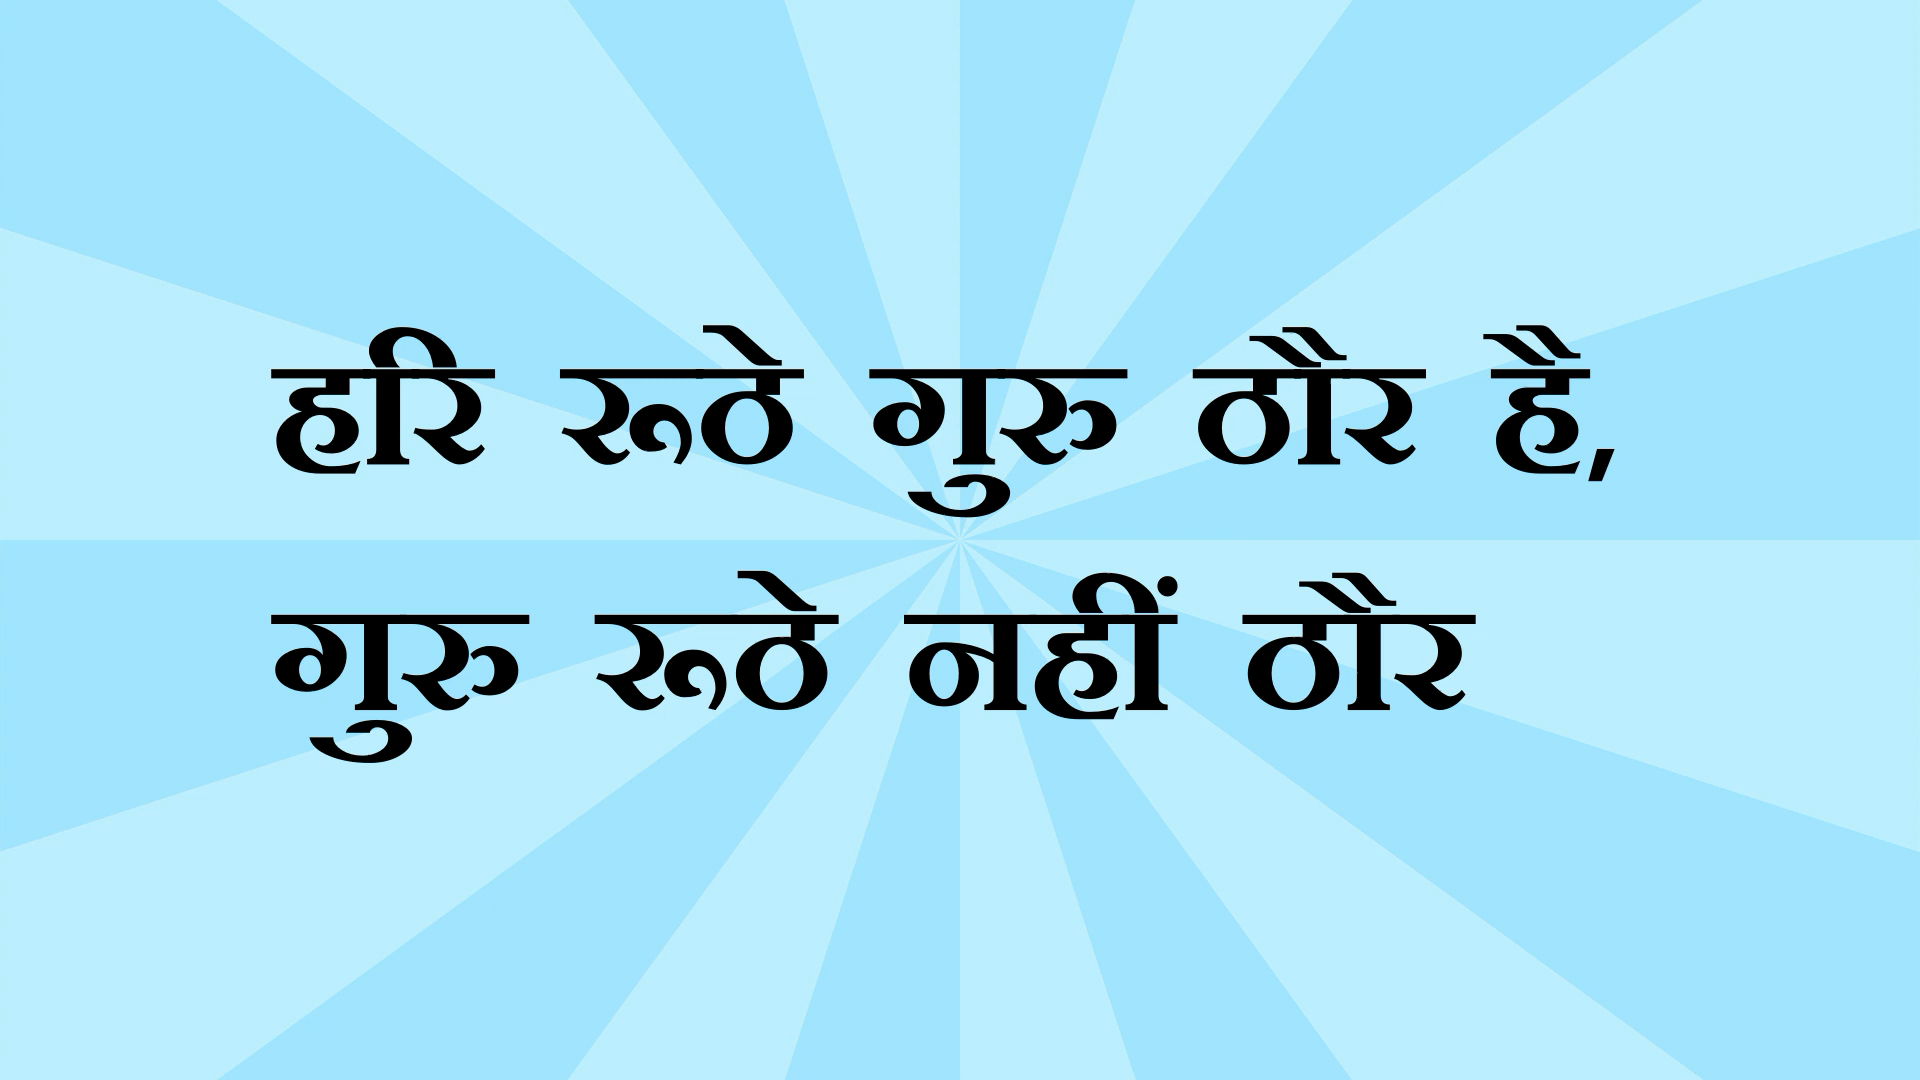 हरि रूठे गुरु ठौर है,
गुरु रूठे नहीं ठौर